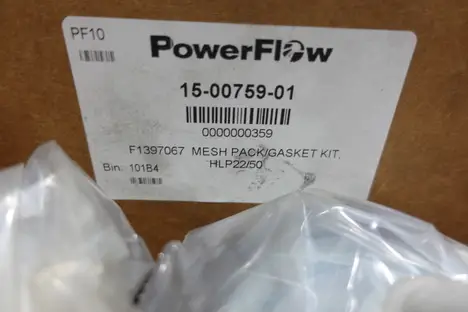 PF10
PowerFlow
15-00759-01
0000000359
F1397067 MESH PACK/GASKET KIT,
HLP22/50
Bin: 101B4